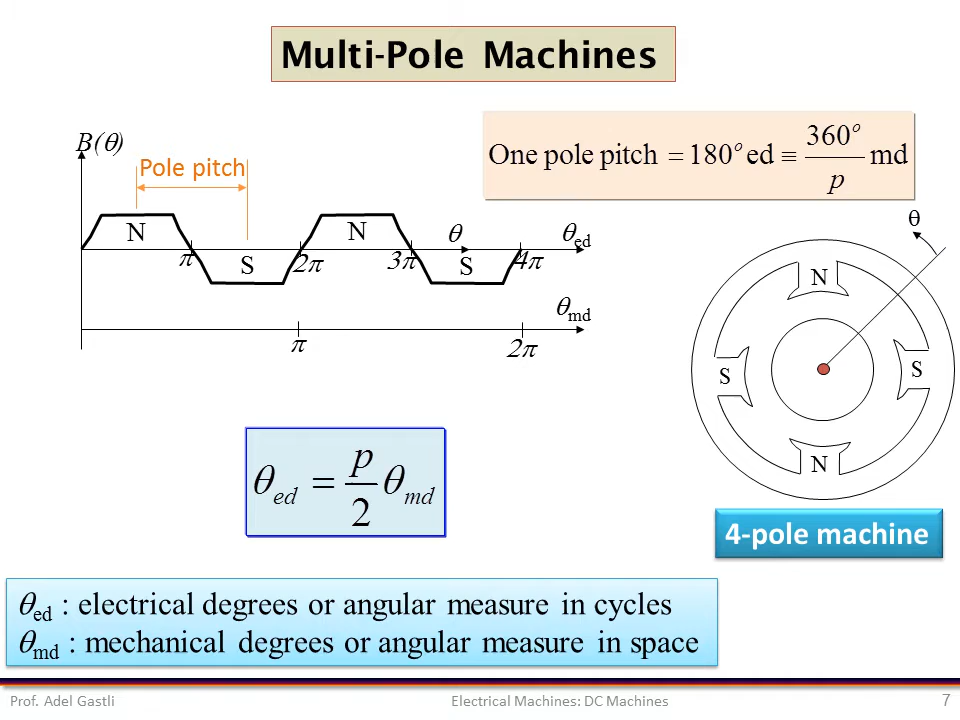 Multi-Pole Machines
B(θ)
Pole pitch
One pole pitch = 180° ed ≡ 360°/p md
N
N
θ
θed
π
S
2π
3π
S
4π
θmd
π
2π
θ
N
S
S
N
θed = p/2 θmd
4-pole machine
θed : electrical degrees or angular measure in cycles
θmd : mechanical degrees or angular measure in space
Prof. Adel Gastli
Electrical Machines: DC Machines
7